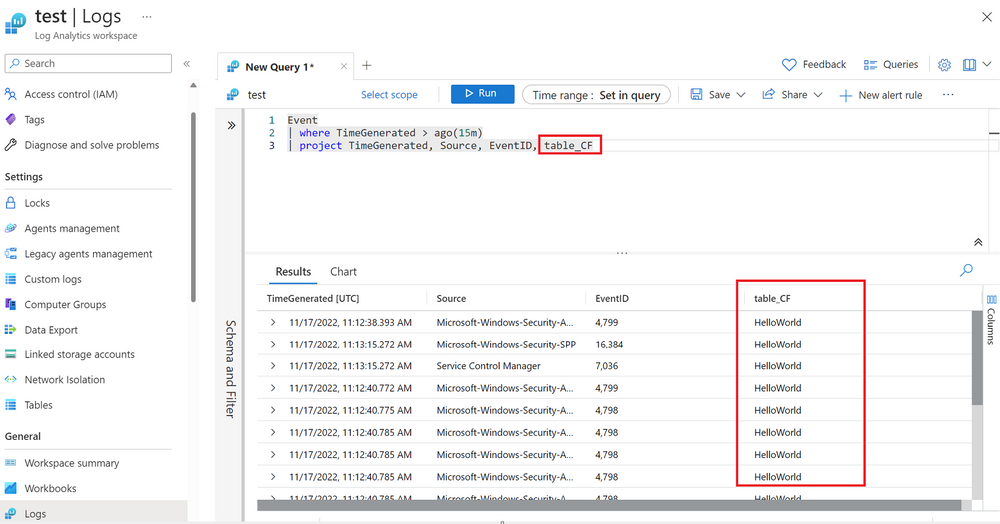 test | Logs ...
Log Analytics workspace
Search
Access control (IAM)
Tags
Diagnose and solve problems
Settings
Locks
Agents management
Legacy agents management
Custom logs
Computer Groups
Data Export
Linked storage accounts
Network Isolation
Tables
General
Workspace summary
Workbooks
Logs
New Query 1*
Feedback
Queries
test
Select scope
Run
Time range : Set in query
Save
Share
New alert rule
1 Event
2 | where TimeGenerated > ago(15m)
3 | project TimeGenerated, Source, EventID, table_CF
Schema and Filter
Results Chart
TimeGenerated [UTC] Source EventID table_CF
11/17/2022, 11:12:38.393 AM Microsoft-Windows-Security-A... 4,799 HelloWorld
11/17/2022, 11:13:15.272 AM Microsoft-Windows-Security-SPP 16,384 HelloWorld
11/17/2022, 11:13:15.272 AM Service Control Manager 7,036 HelloWorld
11/17/2022, 11:12:40.772 AM Microsoft-Windows-Security-A... 4,799 HelloWorld
11/17/2022, 11:12:40.775 AM Microsoft-Windows-Security-A... 4,798 HelloWorld
11/17/2022, 11:12:40.785 AM Microsoft-Windows-Security-A... 4,798 HelloWorld
11/17/2022, 11:12:40.785 AM Microsoft-Windows-Security-A... 4,798 HelloWorld
11/17/2022, 11:12:40.785 AM Microsoft-Windows-Security-A... 4,798 HelloWorld
11/17/2022, 11:12:40.785 AM Microsoft-Windows-Security-A... 4,798 HelloWorld
Columns